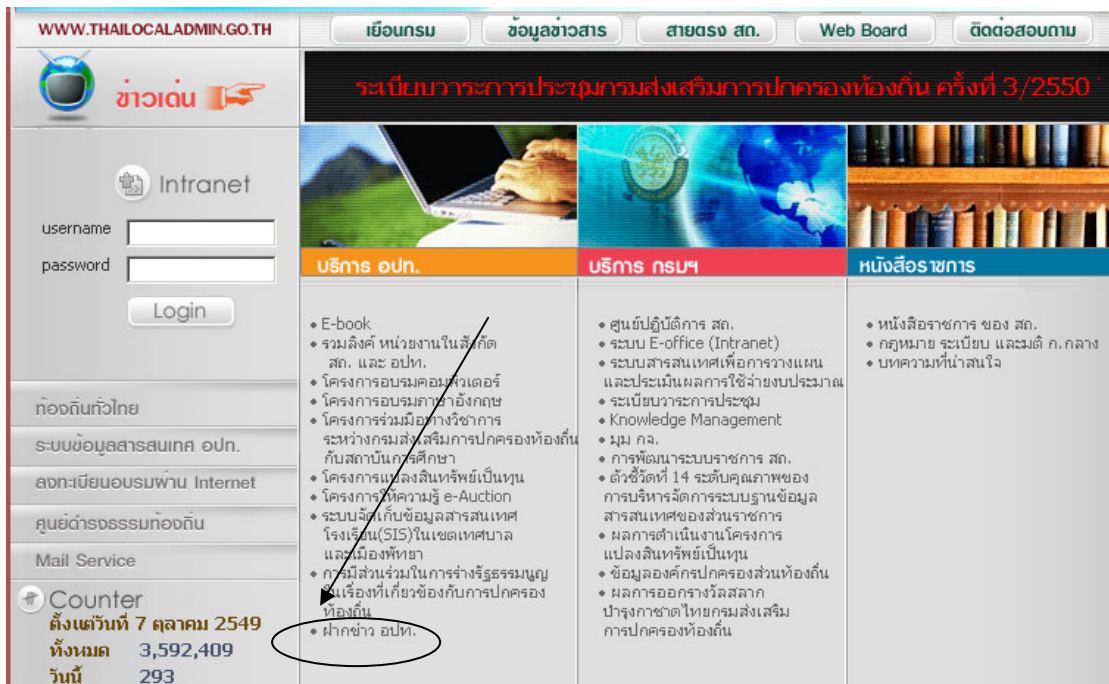 WWW.THAILOCALADMIN.GO.TH
เยือนกรม
ข้อมูลข่าวสาร
สายตรง สถ.
Web Board
ติดต่อสอบถาม
ข่าวเด่น
ระเบียบวาระการประชุมกรมส่งเสริมการปกครองท้องถิ่น ครั้งที่ 3/2550
Intranet
username
password
Login
ท้องถิ่นทั่วไทย
ระบบข้อมูลสารสนเทศ อปท.
ลงทะเบียนอบรมผ่าน Internet
ศูนย์ดำรงธรรมท้องถิ่น
Mail Service
Counter
ตั้งแต่วันที่ 7 ตุลาคม 2549
ทั้งหมด 3,592,409
วันนี้ 293
บริการ อปท.
• E-book
• รวมลิงค์ หน่วยงานในสังกัด
สถ. และ อปท.
• โครงการอบรมคอมพิวเตอร์
• โครงการอบรมภาษาอังกฤษ
• โครงการร่วมมือทางวิชาการ
ระหว่างกรมส่งเสริมการปกครองท้องถิ่น
กับสถาบันการศึกษา
• โครงการแปลงสินทรัพย์เป็นทุน
• โครงการให้ความรู้ e-Auction
• ระบบจัดเก็บข้อมูลสารสนเทศ
โรงเรียน(SIS)ในเขตเทศบาล
และเมืองพัทยา
• การมีส่วนร่วมในการร่างรัฐธรรมนูญ
ในเรื่องที่เกี่ยวข้องกับการปกครอง
ท้องถิ่น
• ฝากข่าว อปท.
บริการ กรมฯ
• ศูนย์ปฏิบัติการ สถ.
• ระบบ E-office (Intranet)
• ระบบสารสนเทศเพื่อการวางแผน
และประเมินผลการใช้จ่ายงบประมาณ
• ระเบียบวาระการประชุม
• Knowledge Management
• มุม กจ.
• การพัฒนาระบบราชการ สถ.
• ตัวชี้วัดที่ 14 ระดับคุณภาพของ
การบริหารจัดการระบบฐานข้อมูล
สารสนเทศของส่วนราชการ
• ผลการดำเนินงานโครงการ
แปลงสินทรัพย์เป็นทุน
• ข้อมูลองค์กรปกครองส่วนท้องถิ่น
• ผลการออกรางวัลสลาก
บำรุงกาชาดไทยกรมส่งเสริม
การปกครองท้องถิ่น
หนังสือราชการ
• หนังสือราชการ ของ สถ.
• กฎหมาย ระเบียบ และมติ ก.กลาง
• บทความที่น่าสนใจ